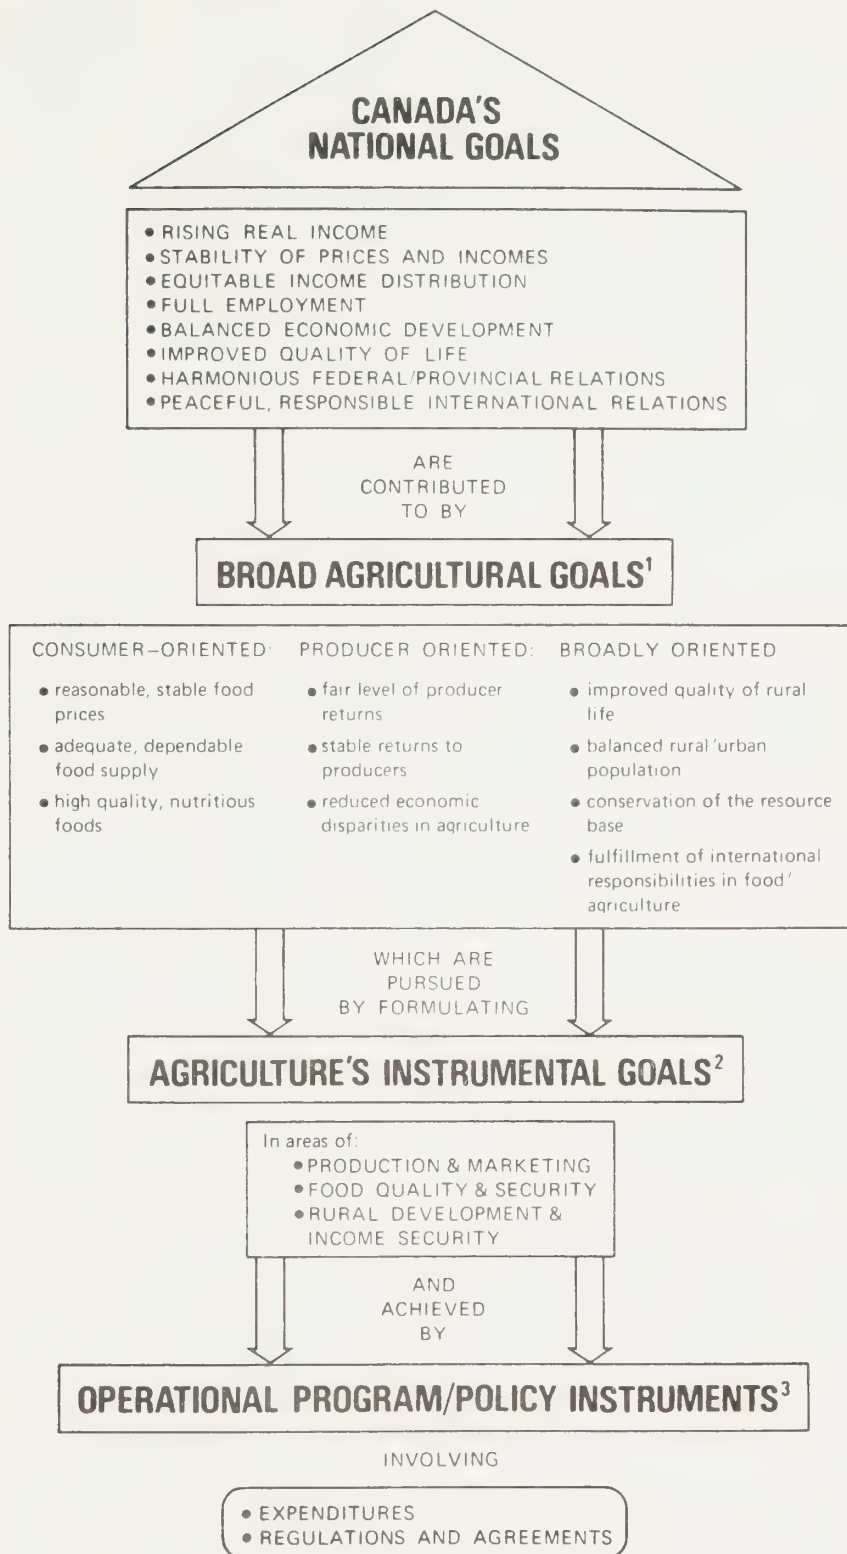 CANADA'S
NATIONAL GOALS
• RISING REAL INCOME
• STABILITY OF PRICES AND INCOMES
• EQUITABLE INCOME DISTRIBUTION
• FULL EMPLOYMENT
• BALANCED ECONOMIC DEVELOPMENT
• IMPROVED QUALITY OF LIFE
• HARMONIOUS FEDERAL/PROVINCIAL RELATIONS
• PEACEFUL, RESPONSIBLE INTERNATIONAL RELATIONS
ARE
CONTRIBUTED
TO BY
BROAD AGRICULTURAL GOALS¹
CONSUMER-ORIENTED:
• reasonable, stable food
prices
• adequate, dependable
food supply
• high quality, nutritious
foods
PRODUCER ORIENTED:
• fair level of producer
returns
• stable returns to
producers
• reduced economic
disparities in agriculture
BROADLY ORIENTED
• improved quality of rural
life
• balanced rural/urban
population
• conservation of the resource
base
• fulfillment of international
responsibilities in food/
agriculture
WHICH ARE
PURSUED
BY FORMULATING
AGRICULTURE'S INSTRUMENTAL GOALS²
In areas of:
• PRODUCTION & MARKETING
• FOOD QUALITY & SECURITY
• RURAL DEVELOPMENT &
INCOME SECURITY
AND
ACHIEVED
BY
OPERATIONAL PROGRAM/POLICY INSTRUMENTS³
INVOLVING
• EXPENDITURES
• REGULATIONS AND AGREEMENTS